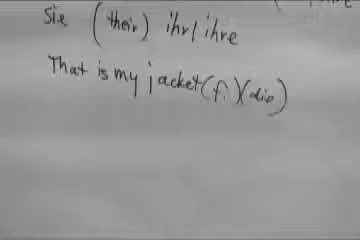 Sie (their) ihr/ihre
That is my jacket (f.) (die)